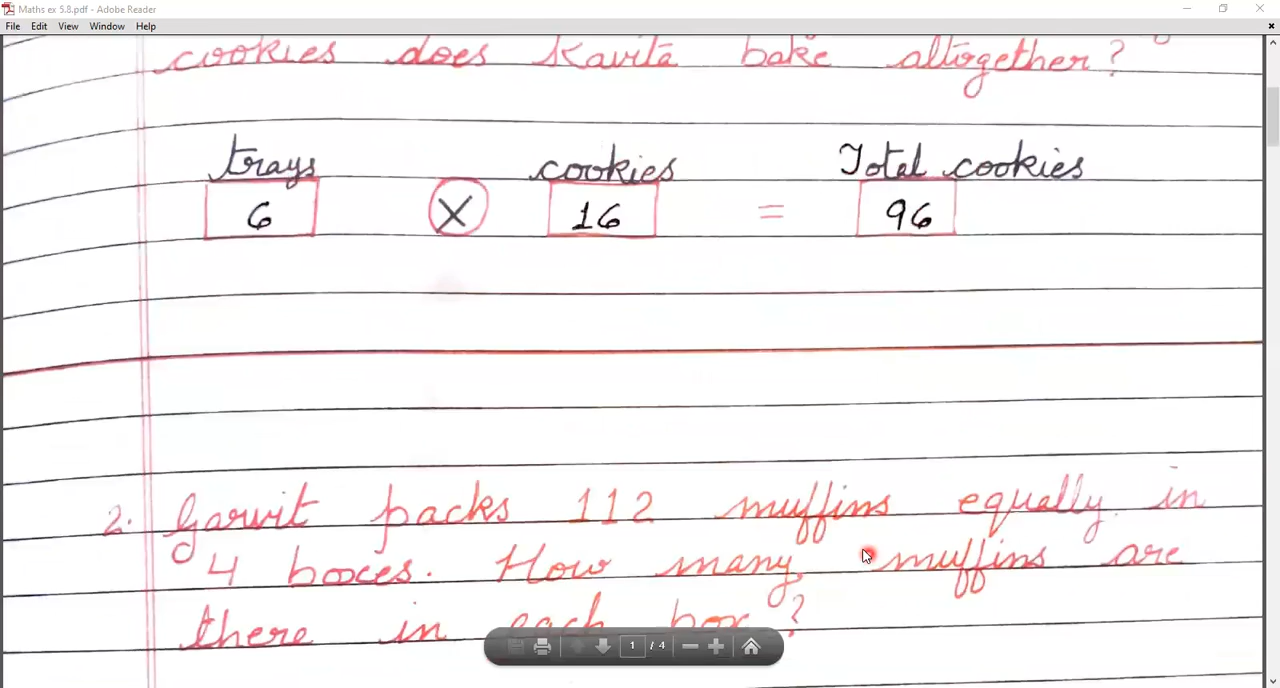 Maths ex 5.8.pdf - Adobe Reader
File Edit View Window Help
cookies does Kavita bake altogether?
trays cookies Total cookies
6 × 16 = 96
2. Garvit packs 112 muffins equally in
4 boxes. How many muffins are
there in each box?
1 / 4